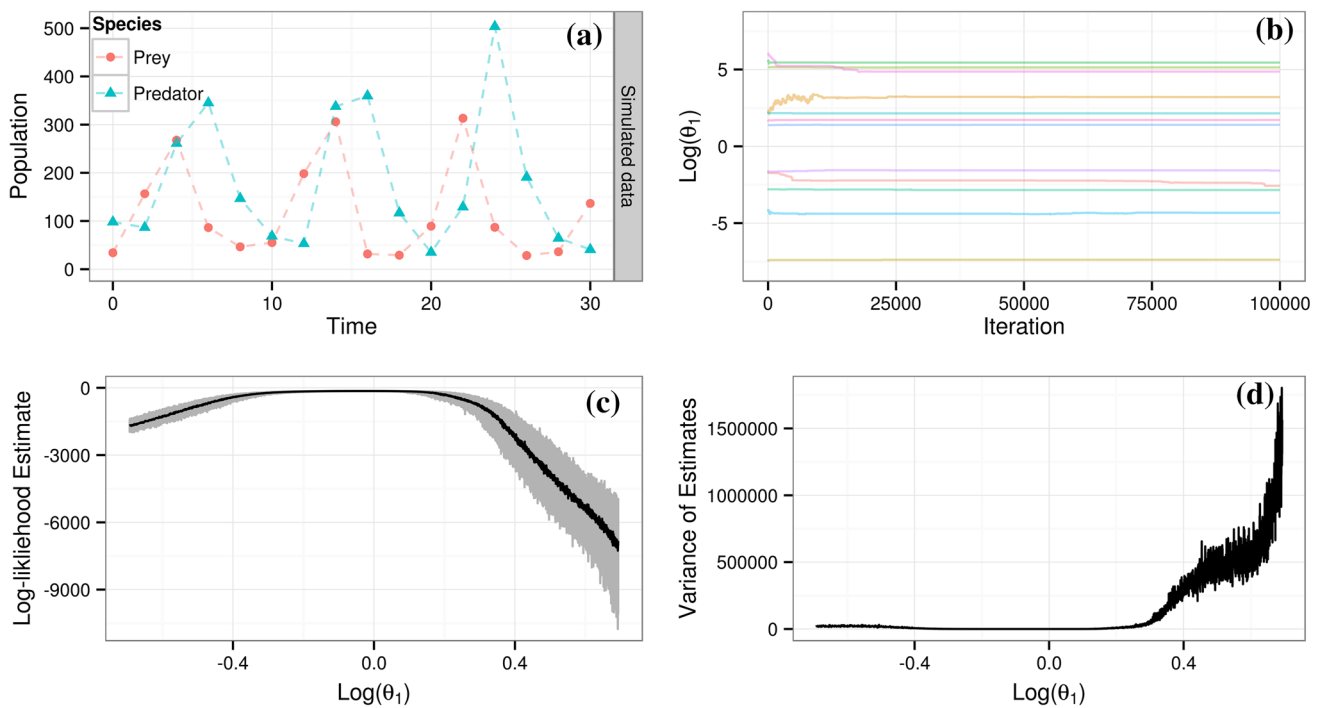 Species
Prey
Predator
(a)
500
400
300
200
100
0
Population
0
10
20
30
Time
Simulated data
(b)
5
0
-5
Log(θ₁)
0
25000
50000
75000
100000
Iteration
(c)
0
-3000
-6000
-9000
Log-likliehood Estimate
-0.4
0.0
0.4
Log(θ₁)
(d)
1500000
1000000
500000
0
Variance of Estimates
-0.4
0.0
0.4
Log(θ₁)